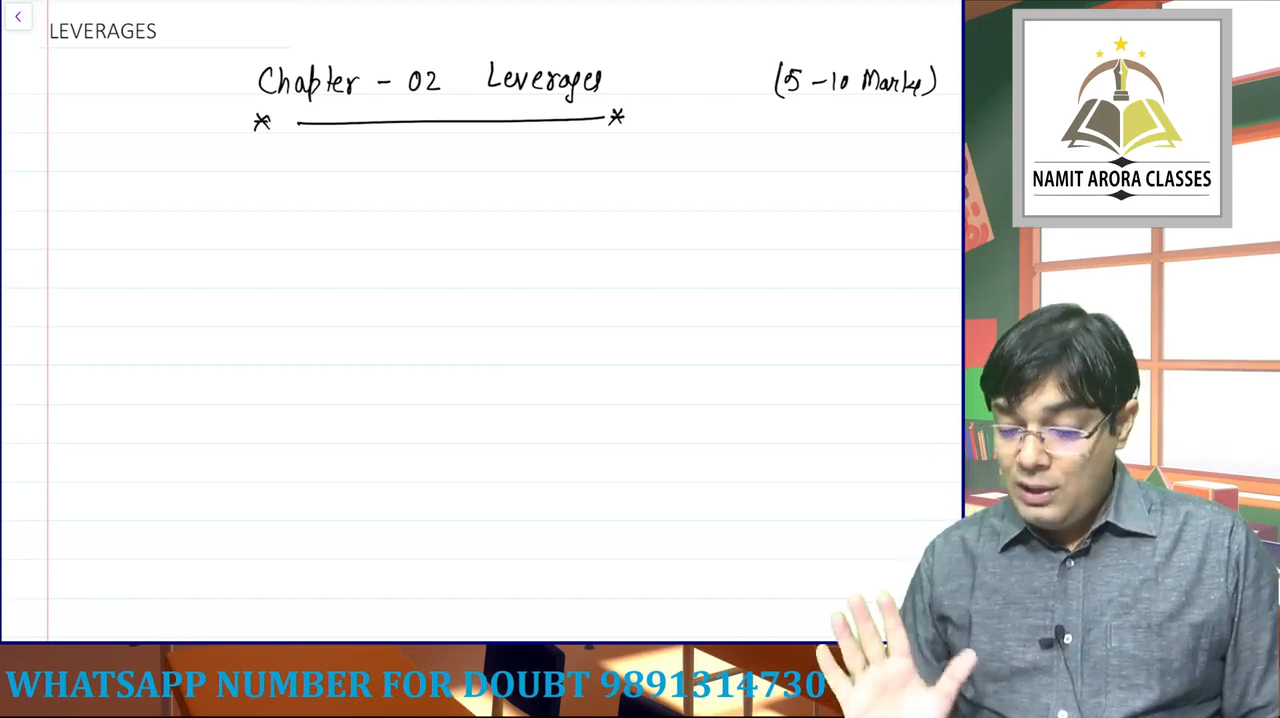 LEVERAGES
Chapter - 02 Leverages (5-10 Marks)
NAMIT ARORA CLASSES
WHATSAPP NUMBER FOR DOUBT 9891314730